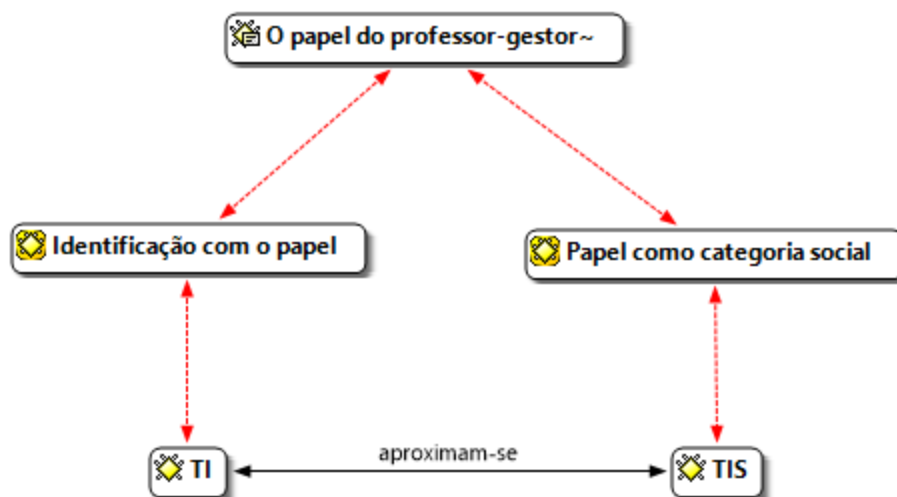 O papel do professor-gestor~
Identificação com o papel
Papel como categoria social
aproximam-se
TI
TIS